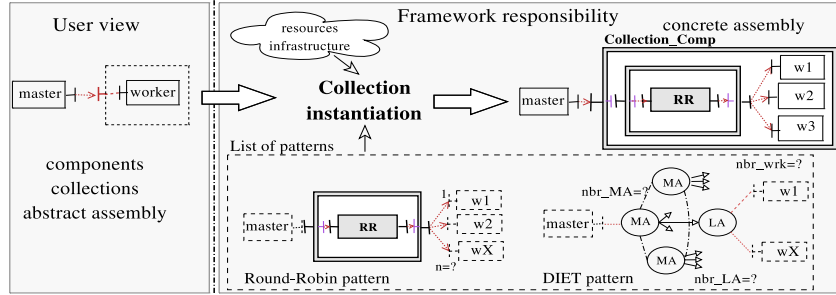 User view
master
worker
components
collections
abstract assembly
Framework responsibility
resources
infrastructure
Collection
instantiation
concrete assembly
Collection_Comp
master
RR
w1
w2
w3
List of patterns
master
RR
1
w1
w2
wX
n=?
Round-Robin pattern
nbr_wrk=?
nbr_MA=?
MA
w1
master
MA
LA
MA
wX
nbr_LA=?
DIET pattern